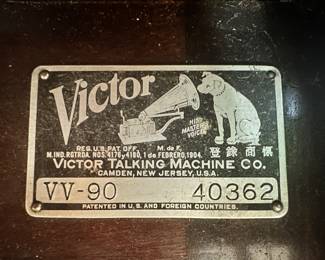 Victor
HIS
MASTER'S
VOICE
REG. U.S. PAT. OFF. M. de F.
M. IND. RGTRDA. NOS. 4176 y 4180, 1 de FEBRERO, 1904. 標商錄登
VICTOR TALKING MACHINE CO.
CAMDEN, NEW JERSEY, U.S.A.
VV-90 40362
PATENTED IN U.S. AND FOREIGN COUNTRIES.